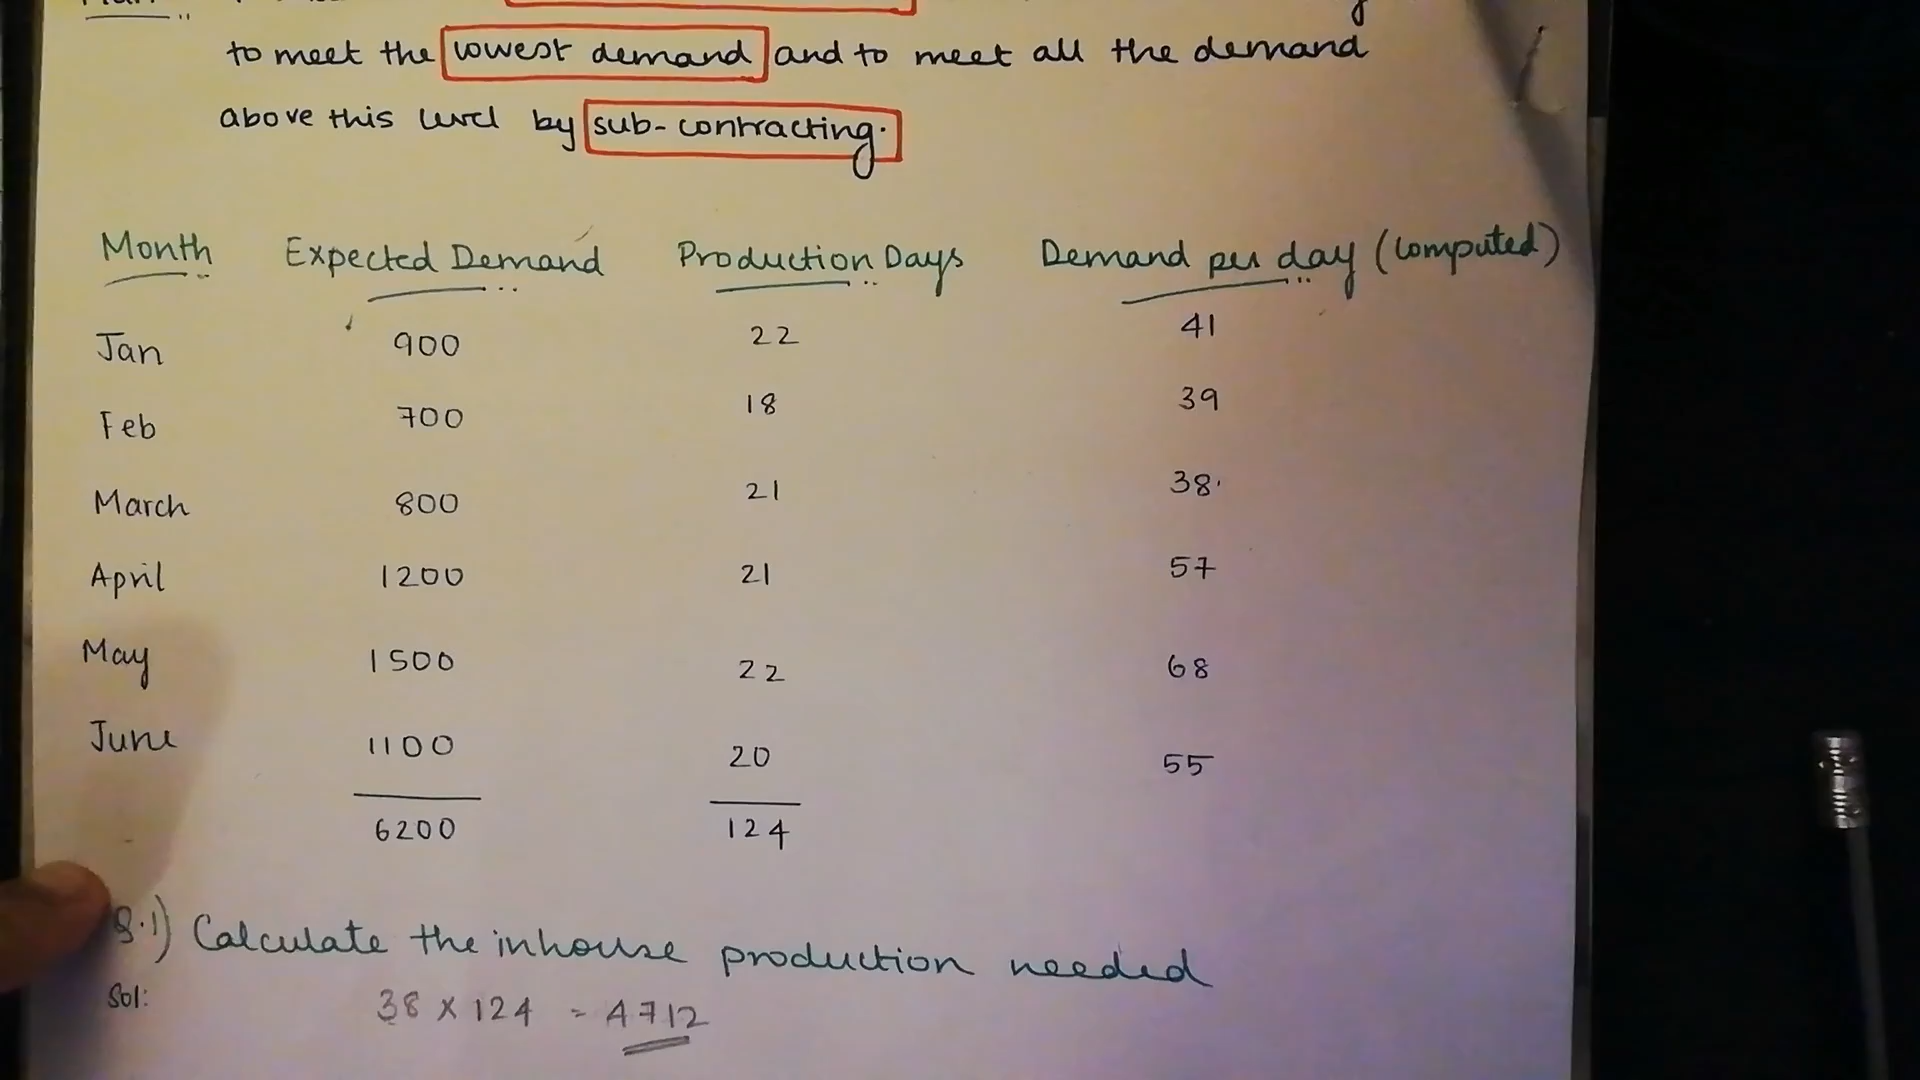 to meet the lowest demand and to meet all the demand
above this level by sub-contracting.
Month Expected Demand Production Days Demand per day (computed)
Jan 900 22 41
Feb 700 18 39
March 800 21 38.
April 1200 21 57
May 1500 22 68
June 1100 20 55
6200 124
Q.1) Calculate the inhouse production needed
Sol: 38 x 124 = 4712